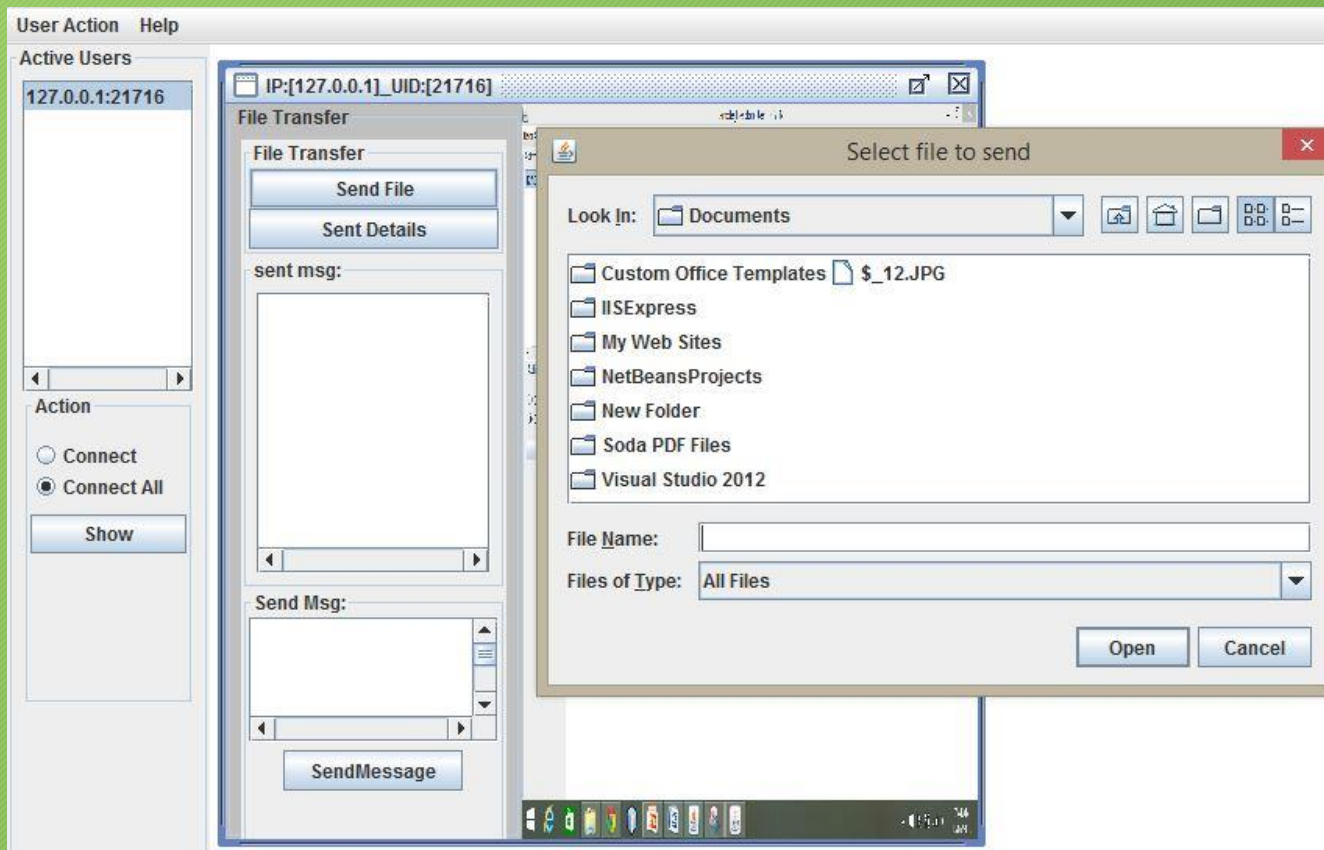 User Action Help
Active Users
127.0.0.1:21716
Action
Connect
Connect All
Show
IP:[127.0.0.1]_UID:[21716]
File Transfer
File Transfer
Send File
Sent Details
sent msg:
Send Msg:
SendMessage
Select file to send
Look In: Documents
Custom Office Templates $_12.JPG
IISExpress
My Web Sites
NetBeansProjects
New Folder
Soda PDF Files
Visual Studio 2012
File Name:
Files of Type: All Files
Open Cancel